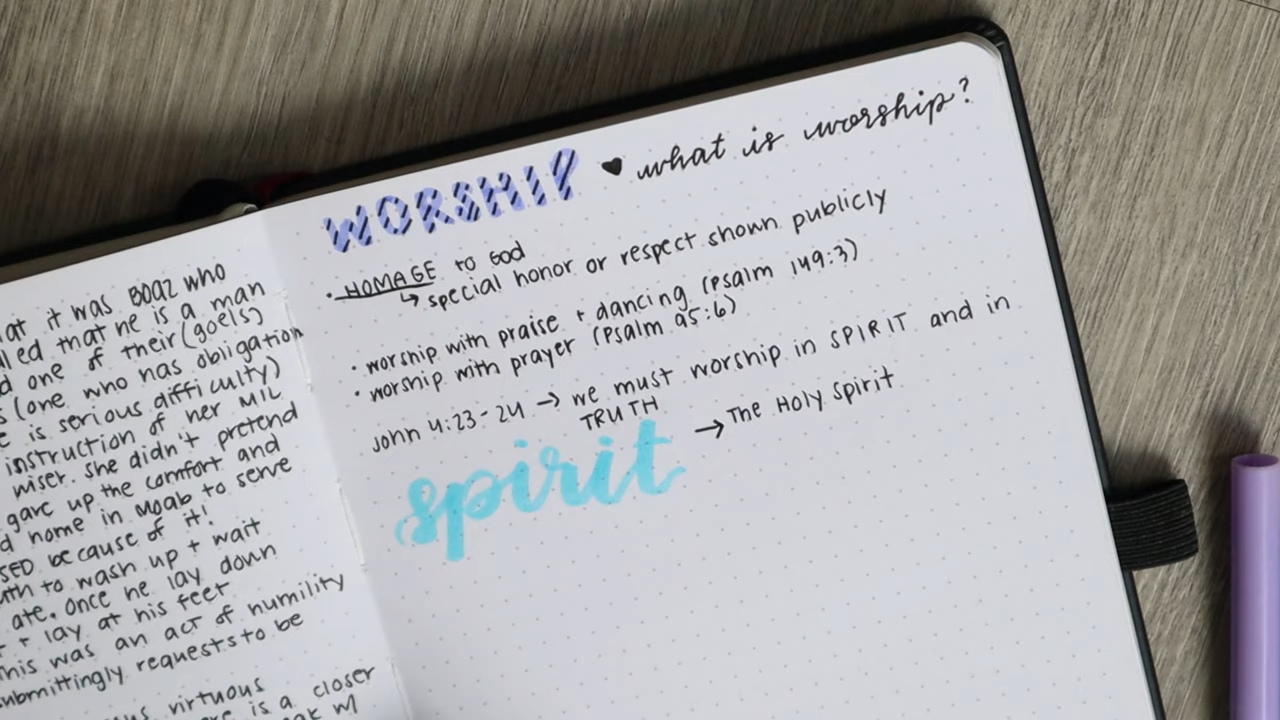 at it was BOAZ who
lled that he is a man
d one of their (goels)
s (one who has obligation
e is serious difficulty)
instruction of her MIL
wiser. she didn't pretend
gave up the comfort and
d home in Moab to serve
SED because of it!
uth to wash up + wait
ate. once he lay down
+ lay at his feet
his was an act of humility
ubmittingly requests to be
us virtuous
ere is a closer
WORSHIP ♥ what is worship?
• HOMAGE to God
↳ special honor or respect shown publicly
• worship with praise + dancing (Psalm 149:3)
• worship with prayer (Psalm 95:6)
John 4:23-24 → we must worship in SPIRIT and in
TRUTH
spirit → The Holy Spirit